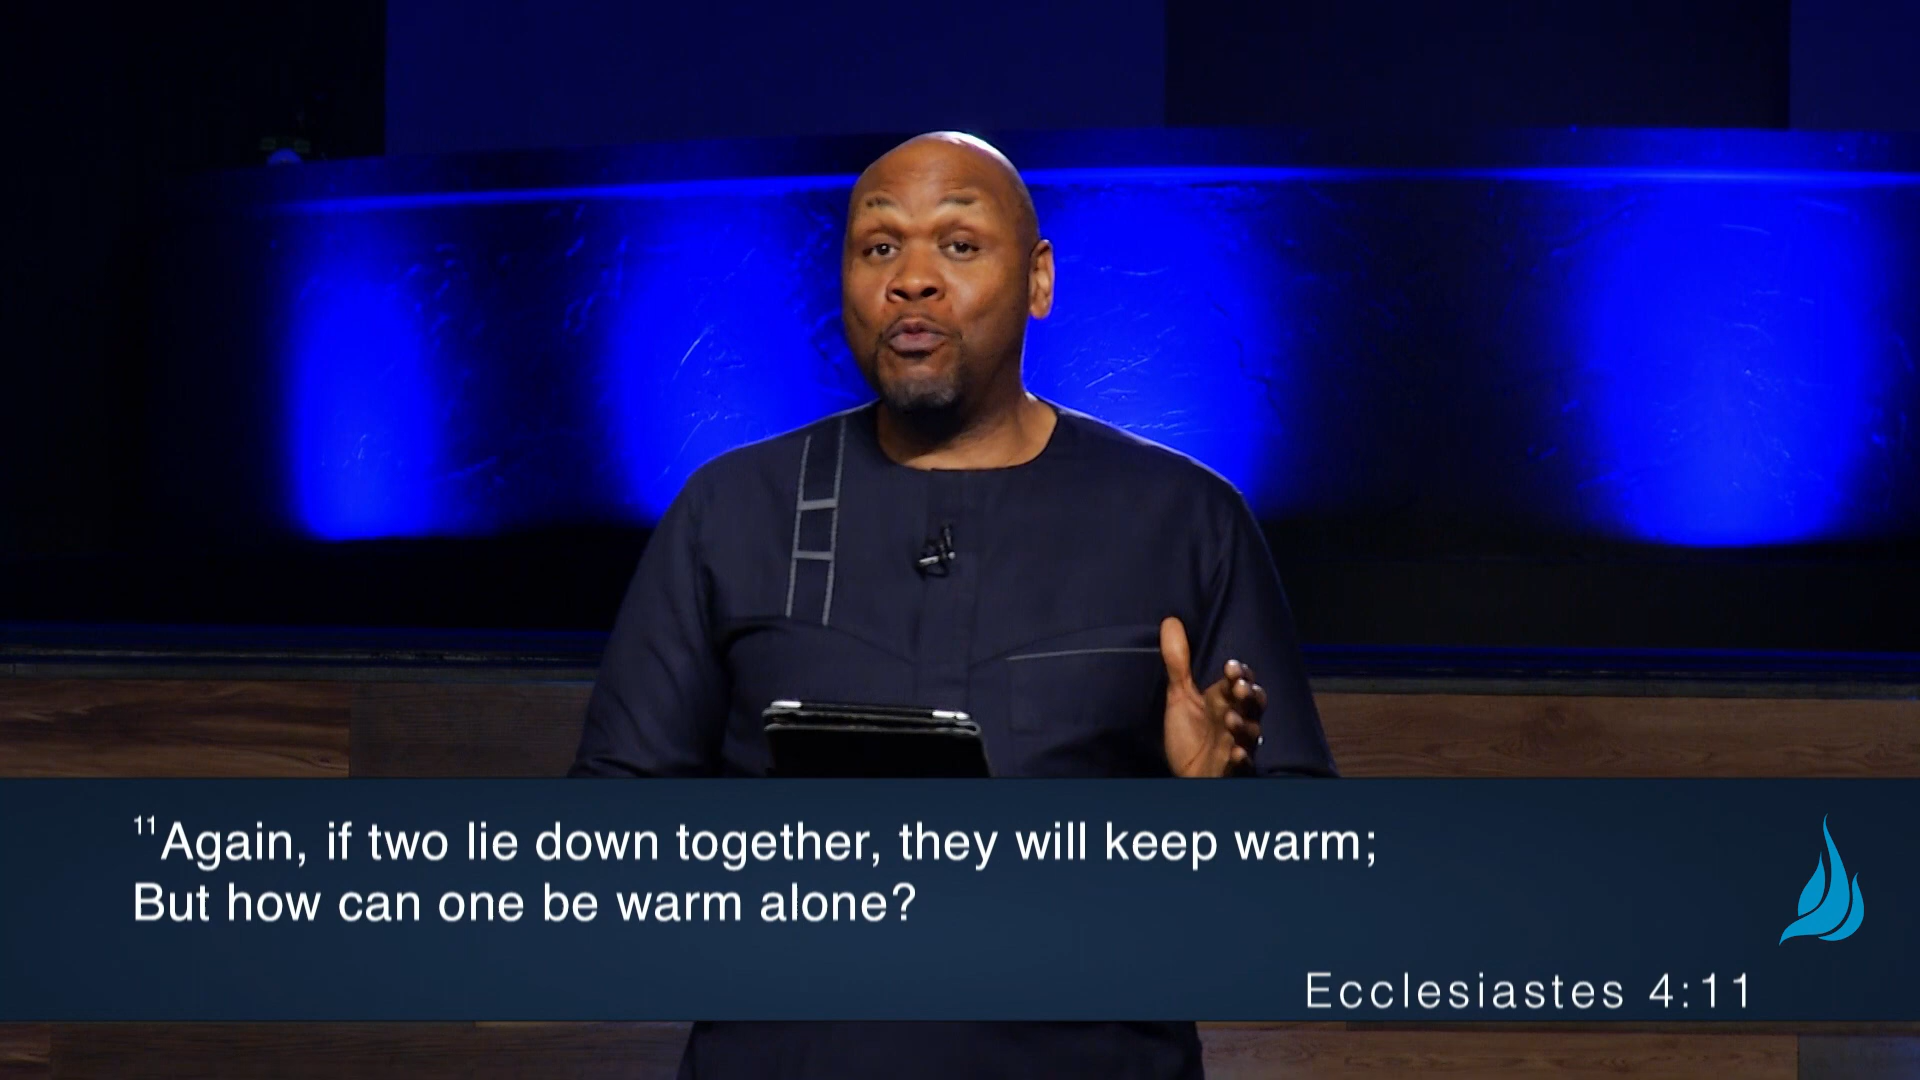 11Again, if two lie down together, they will keep warm;
But how can one be warm alone?
Ecclesiastes 4:11